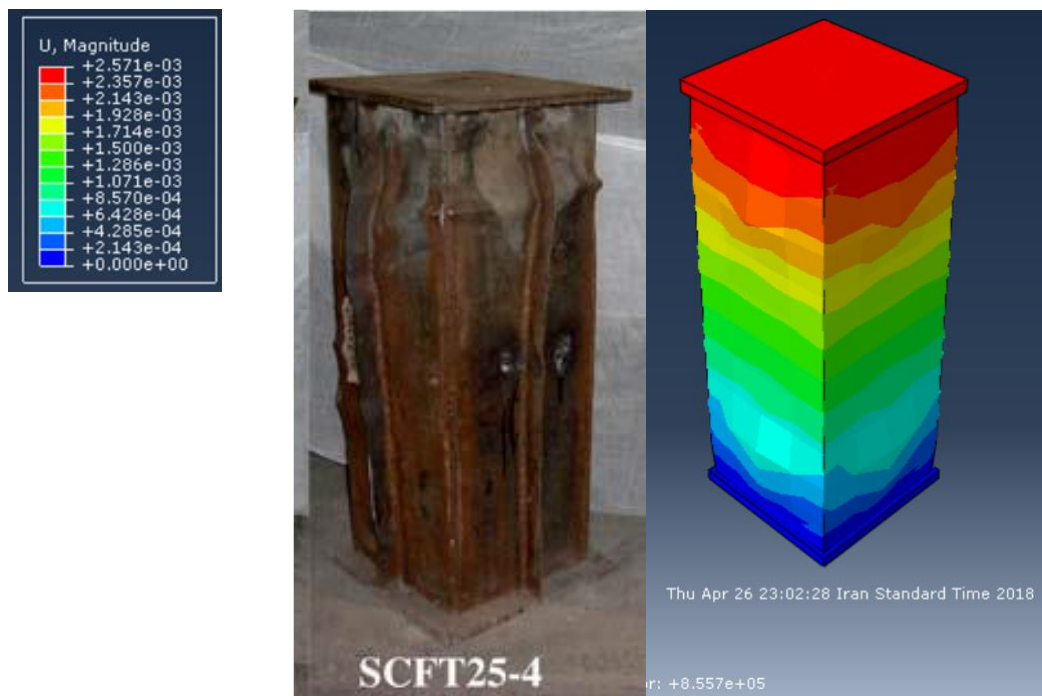 U, Magnitude
+2.571e-03
+2.357e-03
+2.143e-03
+1.928e-03
+1.714e-03
+1.500e-03
+1.286e-03
+1.071e-03
+8.570e-04
+6.428e-04
+4.285e-04
+2.143e-04
+0.000e+00
SCFT25-4
Thu Apr 26 23:02:28 Iran Standard Time 2018
r: +8.557e+05